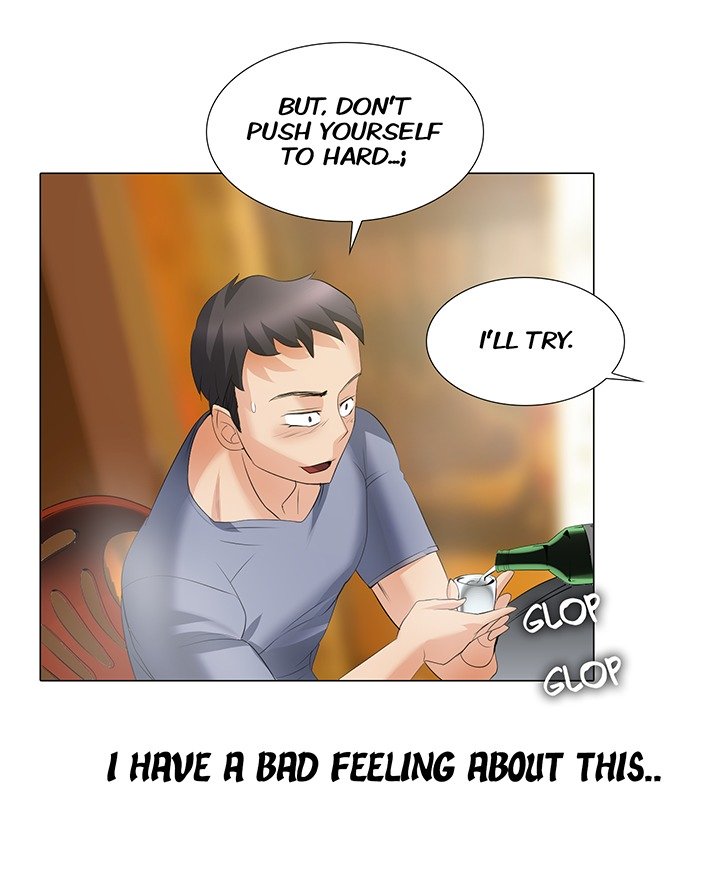 BUT, DON'T
PUSH YOURSELF
TO HARD...;
I'LL TRY.
GLOP
GLOP
I HAVE A BAD FEELING ABOUT THIS..